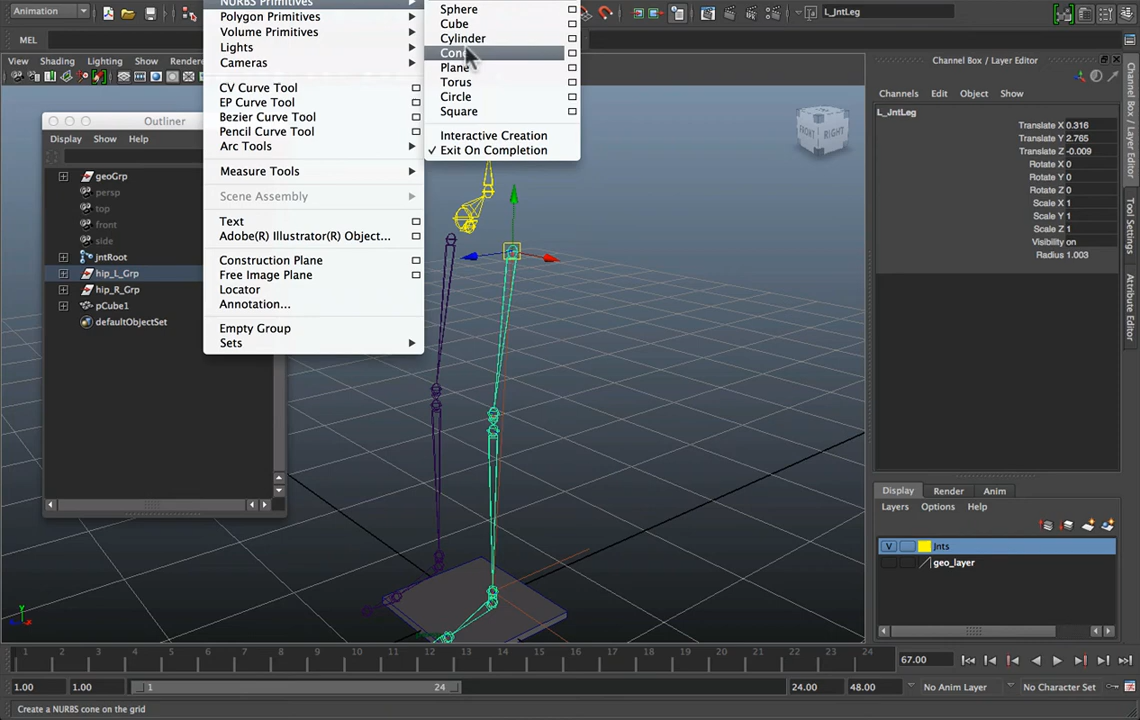 Animation
L_JntLeg
MEL
View Shading Lighting Show Rendere
NURBS Primitives
Polygon Primitives
Volume Primitives
Lights
Cameras
CV Curve Tool
EP Curve Tool
Bezier Curve Tool
Pencil Curve Tool
Arc Tools
Measure Tools
Scene Assembly
Text
Adobe(R) Illustrator(R) Object...
Construction Plane
Free Image Plane
Locator
Annotation...
Empty Group
Sets
Sphere
Cube
Cylinder
Cone
Plane
Torus
Circle
Square
Interactive Creation
Exit On Completion
Outliner
Display Show Help
geoGrp
persp
top
front
side
jntRoot
hip_L_Grp
hip_R_Grp
pCube1
defaultObjectSet
FRONT RIGHT
Channel Box / Layer Editor
Channels Edit Object Show
L_JntLeg
Translate X 0.316
Translate Y 2.765
Translate Z -0.009
Rotate X 0
Rotate Y 0
Rotate Z 0
Scale X 1
Scale Y 1
Scale Z 1
Visibility on
Radius 1.003
Channel Box / Layer Editor
Tool Settings
Attribute Editor
Display Render Anim
Layers Options Help
V Jnts
geo_layer
Y
1 2 3 4 5 6 7 8 9 10 11 12 13 14 15 16 17 18 19 20 21 22 23 24
67.00
1.00 1.00 1 24 24.00 48.00 No Anim Layer No Character Set
Create a NURBS cone on the grid